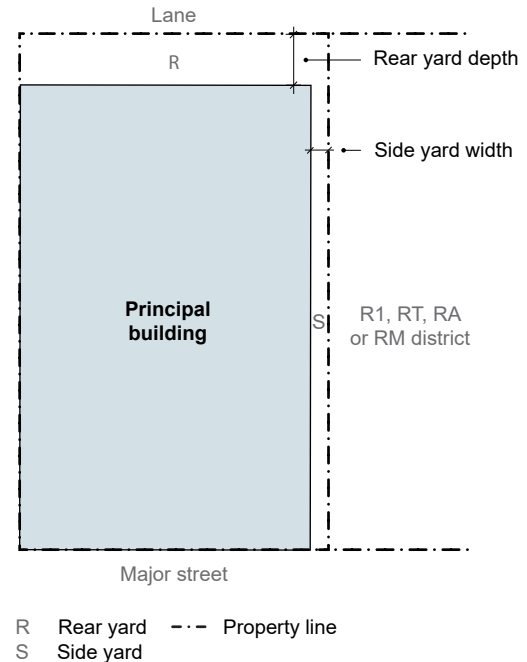 Lane
R
Rear yard depth
Side yard width
Principal
building
S
R1, RT, RA
or RM district
Major street
R Rear yard Property line
S Side yard